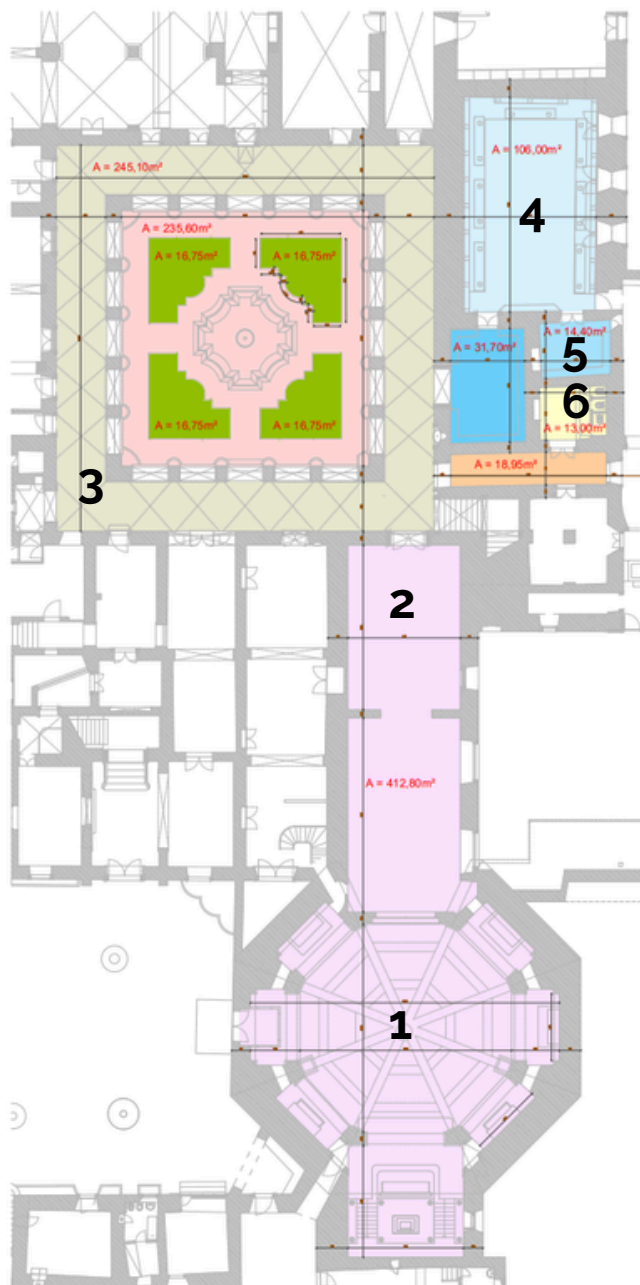 A = 245,10m²
A = 106,00m²
4
A = 235,60m²
A = 16,75m²
A = 16,75m²
A = 14,40m²
A = 31,70m²
5
6
A = 16,75m²
A = 16,75m²
A = 13,00m²
A = 18,95m²
3
2
A = 412,80m²
1